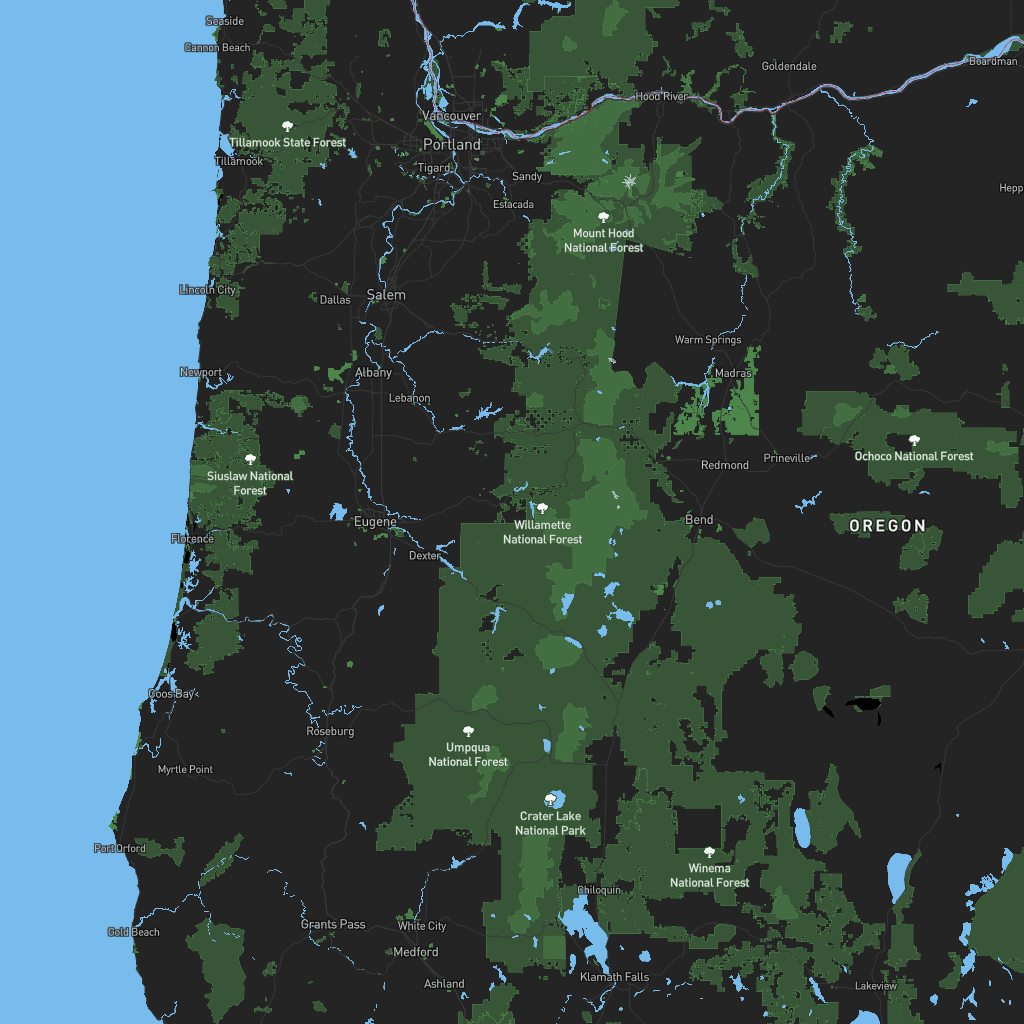 Seaside
Cannon Beach
Goldendale
Boardman
Hood River
Vancouver
Portland
Tillamook State Forest
Tillamook
Tigard
Sandy
Estacada
Hepp
Mount Hood
National Forest
Lincoln City
Dallas
Salem
Warm Springs
Newport
Albany
Madras
Lebanon
Siuslaw National
Forest
Redmond
Prineville
Ochoco National Forest
Eugene
Willamette
National Forest
Bend
OREGON
Florence
Dexter
Coos Bay
Roseburg
Umpqua
National Forest
Myrtle Point
Crater Lake
National Park
Port Orford
Winema
National Forest
Chiloquin
Gold Beach
Grants Pass
White City
Medford
Ashland
Klamath Falls
Lakeview